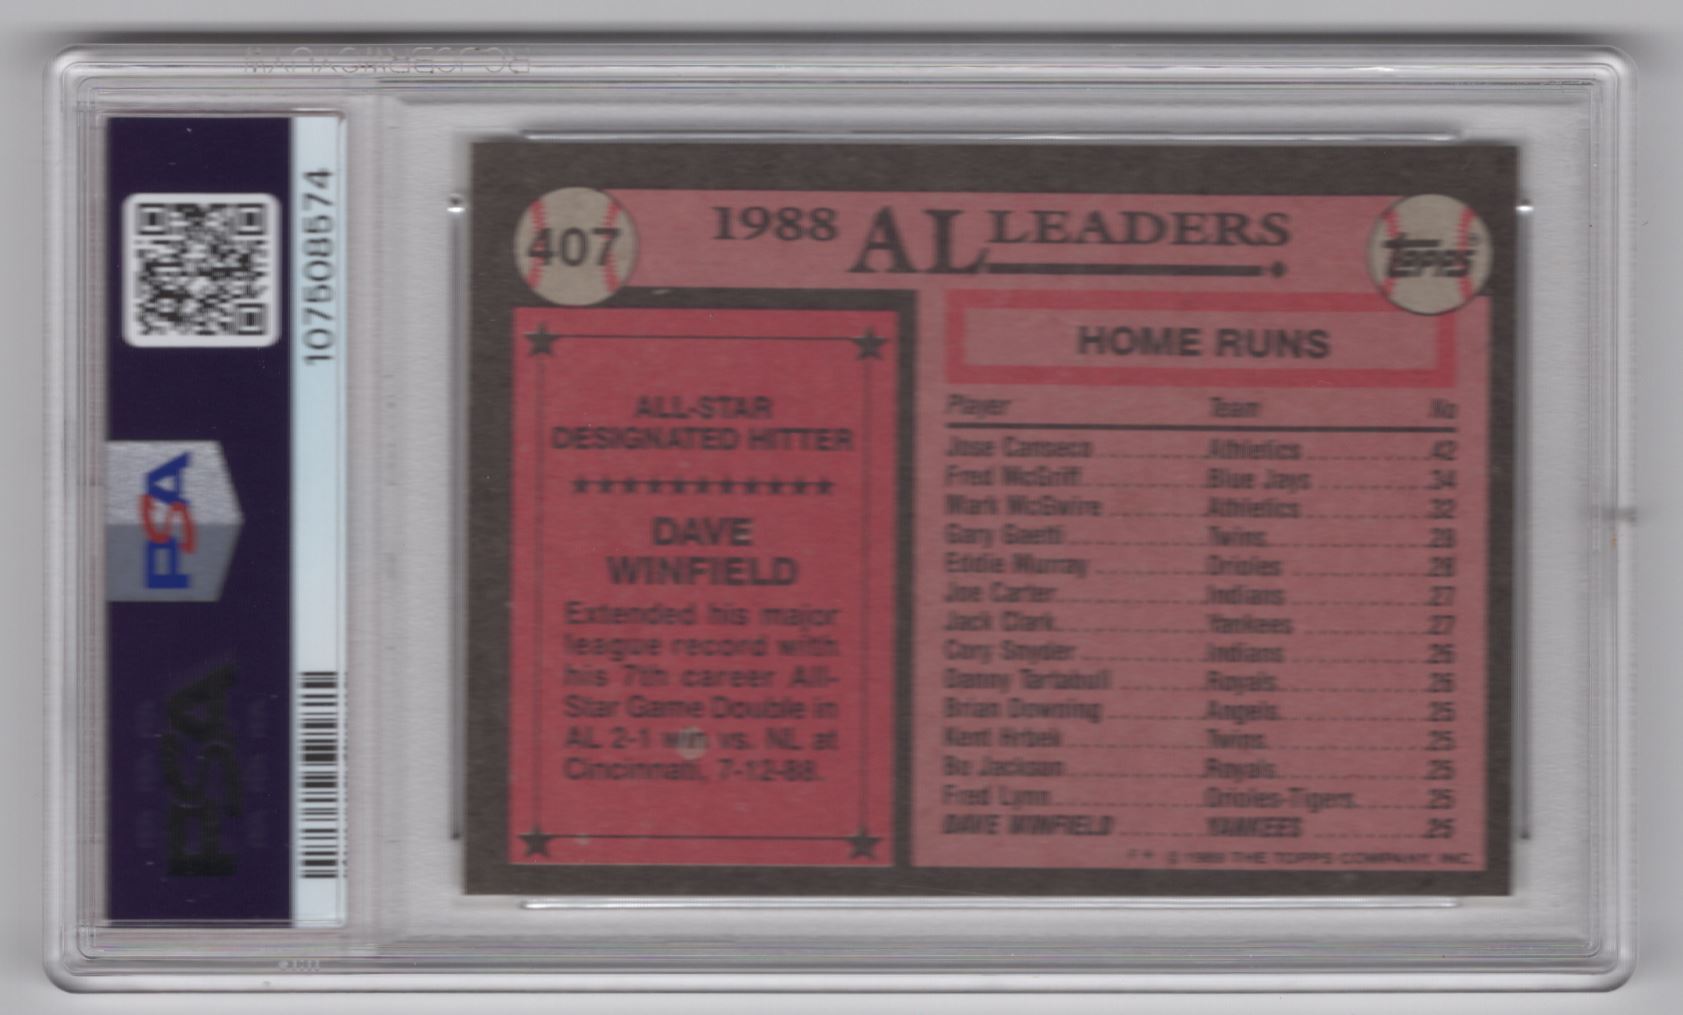 107508574
PSA
PSA
407
1988 AL LEADERS
topps®
ALL-STAR
DESIGNATED HITTER
★★★★★★★★★★★
DAVE
WINFIELD
Extended his major
league record with
his 7th career All-
Star Game Double in
AL 2-1 win vs. NL at
Cincinnati, 7-12-88.
HOME RUNS
Player Team No
Jose Canseco Athletics 42
Fred McGriff Blue Jays 34
Mark McGwire Athletics 32
Gary Gaetti Twins 28
Eddie Murray Orioles 28
Joe Carter Indians 27
Jack Clark Yankees 27
Cory Snyder Indians 26
Danny Tartabull Royals 26
Brian Downing Angels 25
Kent Hrbek Twins 25
Bo Jackson Royals 25
Fred Lynn Orioles-Tigers 25
DAVE WINFIELD YANKEES 25
© 1989 THE TOPPS COMPANY, INC.